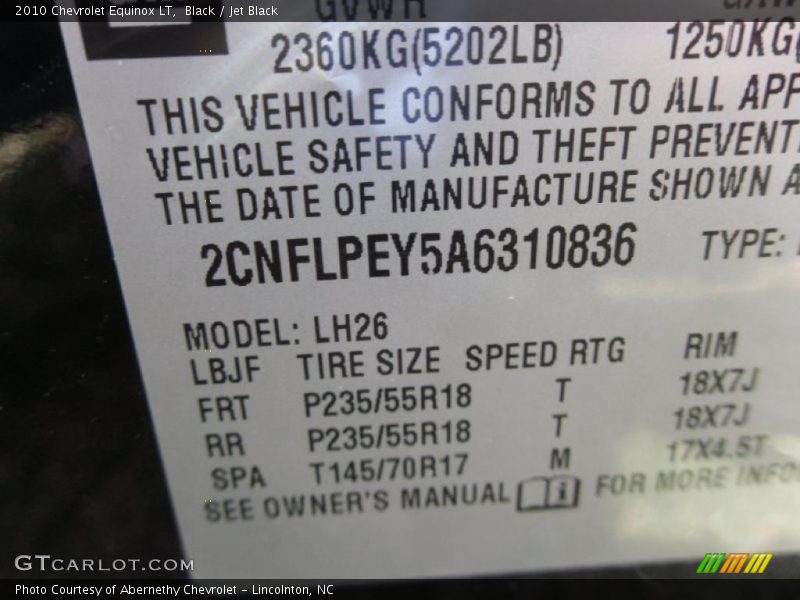 2010 Chevrolet Equinox LT, Black / Jet Black
GVWR
2360KG(5202LB) 1250KG(
THIS VEHICLE CONFORMS TO ALL APP
VEHICLE SAFETY AND THEFT PREVENT
THE DATE OF MANUFACTURE SHOWN A
2CNFLPEY5A6310836 TYPE:
MODEL: LH26
LBJF TIRE SIZE SPEED RTG RIM
FRT P235/55R18 T 18X7J
RR P235/55R18 T 18X7J
SPA T145/70R17 M 17X4.5T
SEE OWNER'S MANUAL FOR MORE INFO
GTCARLOT.COM
Photo Courtesy of Abernethy Chevrolet - Lincolnton, NC